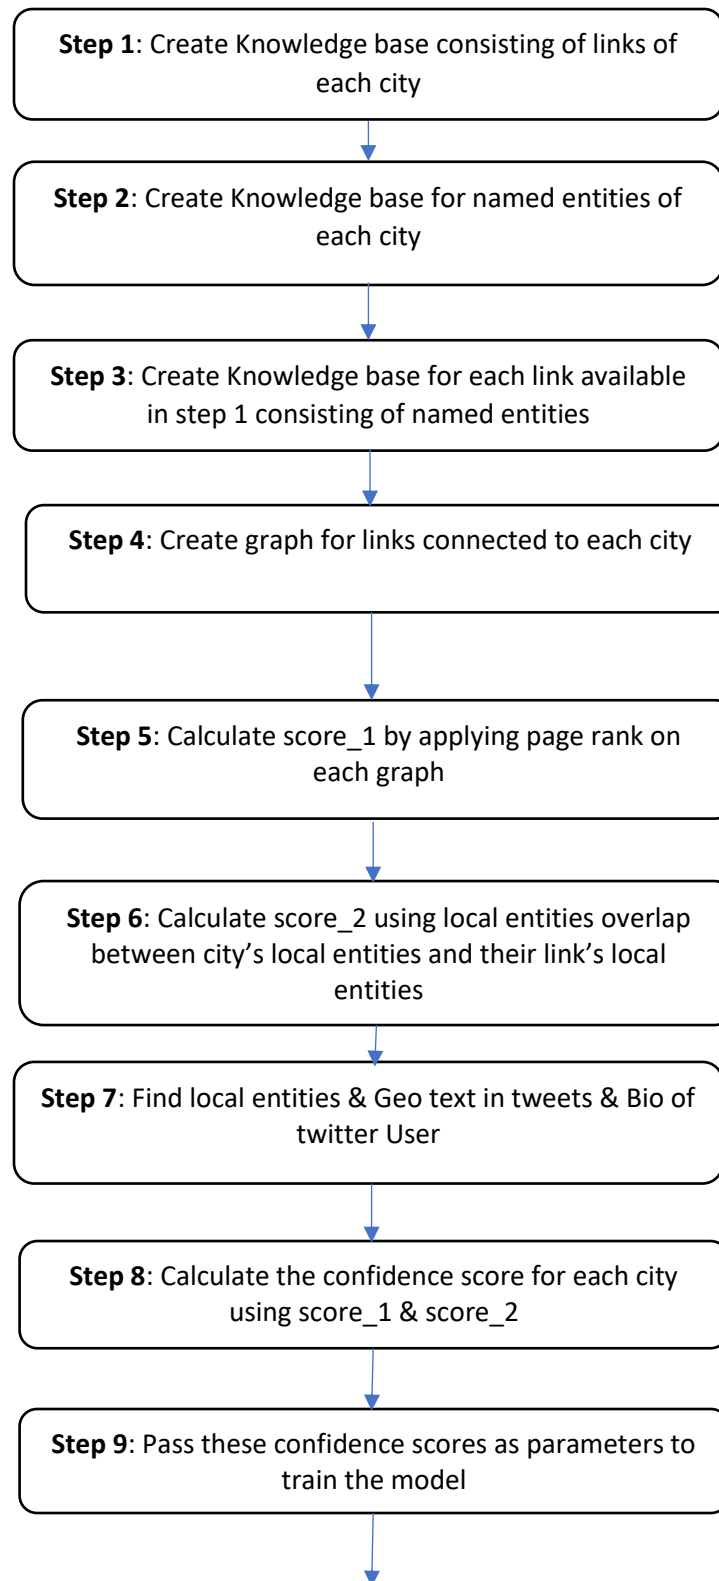 Step 1: Create Knowledge base consisting of links of
each city
Step 2: Create Knowledge base for named entities of
each city
Step 3: Create Knowledge base for each link available
in step 1 consisting of named entities
Step 4: Create graph for links connected to each city
Step 5: Calculate score_1 by applying page rank on
each graph
Step 6: Calculate score_2 using local entities overlap
between city’s local entities and their link’s local
entities
Step 7: Find local entities & Geo text in tweets & Bio of
twitter User
Step 8: Calculate the confidence score for each city
using score_1 & score_2
Step 9: Pass these confidence scores as parameters to
train the model